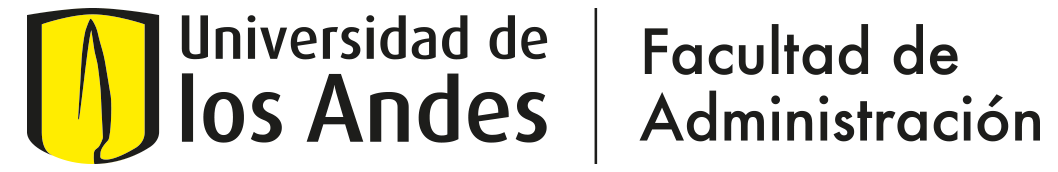 Universidad de
los Andes
Facultad de
Administración